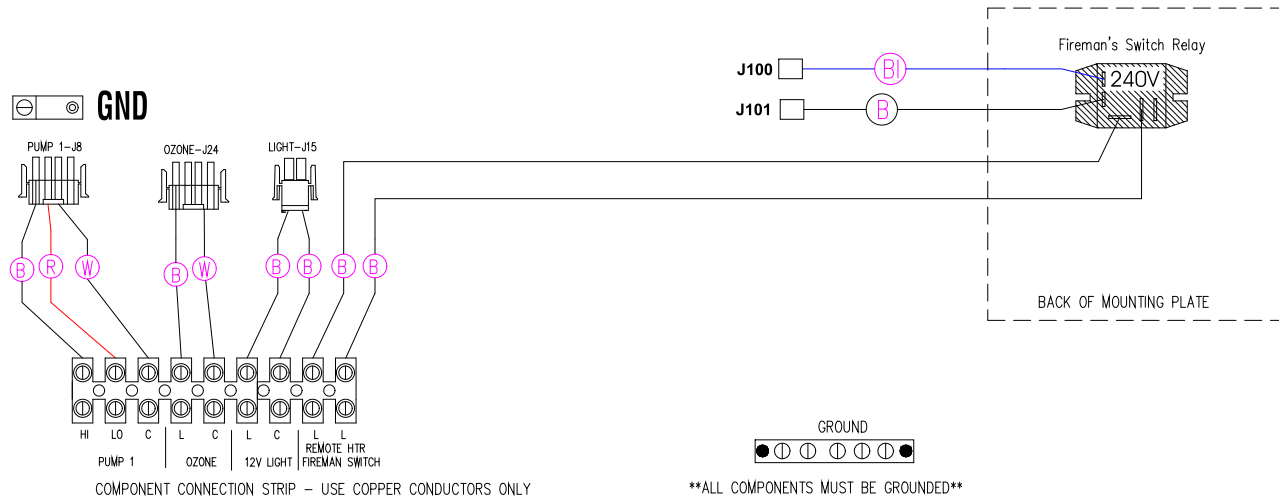 Fireman's Switch Relay
J100
Bl
240V
J101
B
GND
PUMP 1-J8
OZONE-J24
LIGHT-J15
B
R
W
B
W
B
B
B
B
BACK OF MOUNTING PLATE
HI
LO
C
L
C
L
C
L
L
PUMP 1
OZONE
12V LIGHT
REMOTE HTR
FIREMAN SWITCH
COMPONENT CONNECTION STRIP - USE COPPER CONDUCTORS ONLY
GROUND
**ALL COMPONENTS MUST BE GROUNDED**